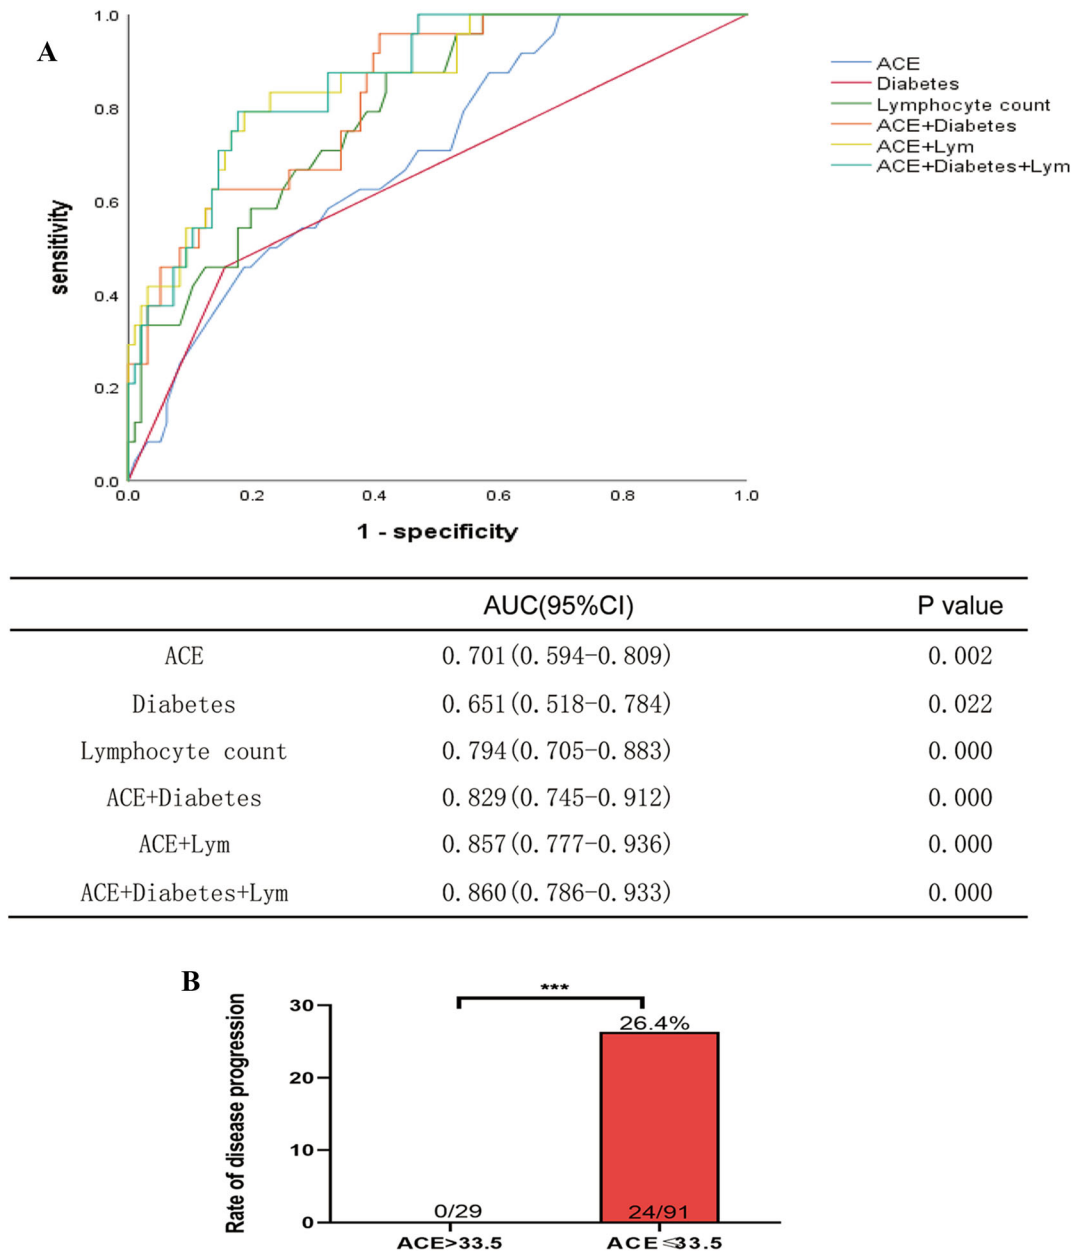 A
1.0
0.8
0.6
0.4
0.2
0.0
sensitivity
0.0 0.2 0.4 0.6 0.8 1.0
1 - specificity
ACE
Diabetes
Lymphocyte count
ACE+Diabetes
ACE+Lym
ACE+Diabetes+Lym
AUC(95%CI) P value
ACE 0.701(0.594-0.809) 0.002
Diabetes 0.651(0.518-0.784) 0.022
Lymphocyte count 0.794(0.705-0.883) 0.000
ACE+Diabetes 0.829(0.745-0.912) 0.000
ACE+Lym 0.857(0.777-0.936) 0.000
ACE+Diabetes+Lym 0.860(0.786-0.933) 0.000
B
Rate of disease progression
30
20
10
0
***
26.4%
0/29 24/91
ACE>33.5 ACE≤33.5